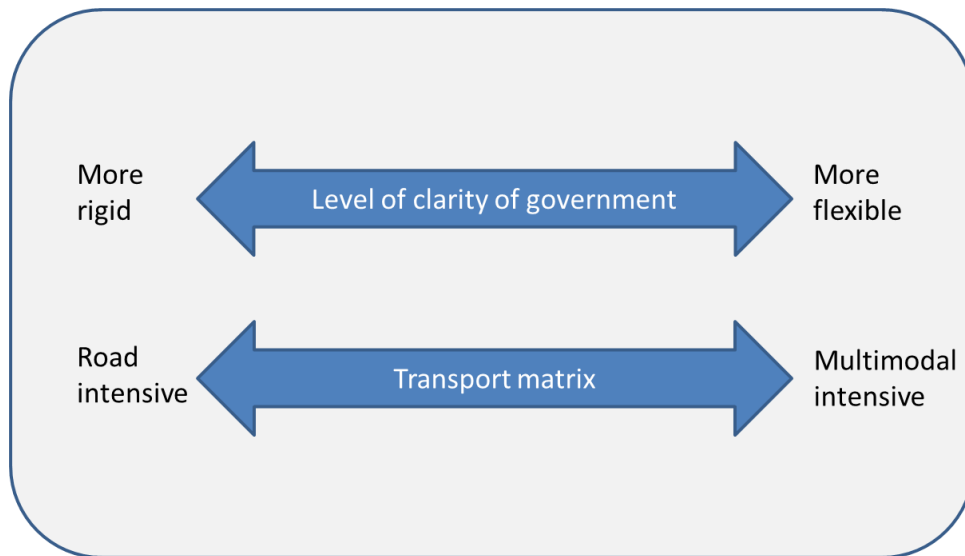 More
rigid
Level of clarity of government
More
flexible
Road
intensive
Transport matrix
Multimodal
intensive